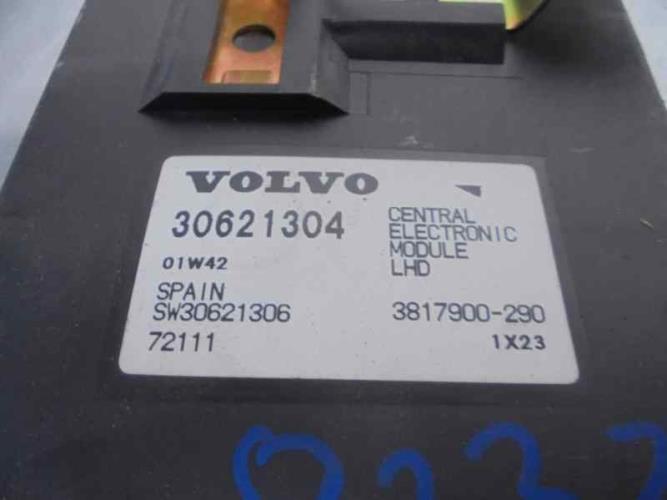 VOLVO
30621304
01W42
SPAIN
SW30621306
72111
CENTRAL
ELECTRONIC
MODULE
LHD
3817900-290
1X23